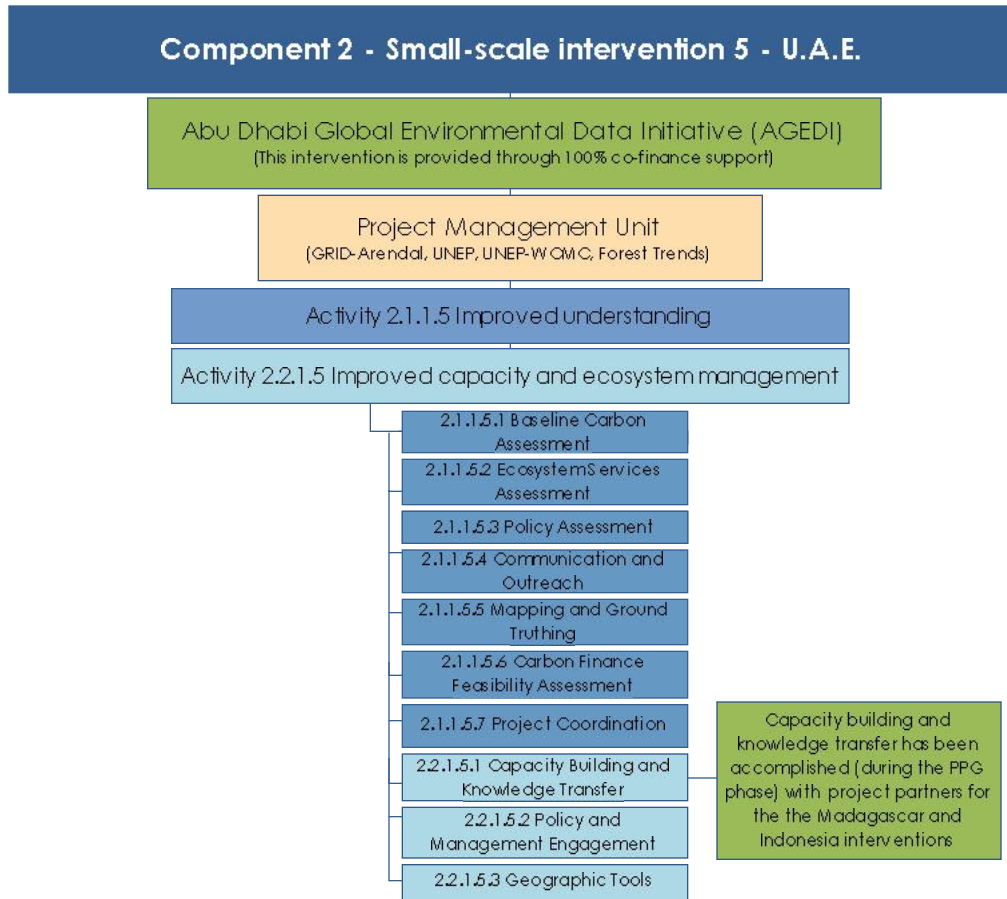 Component 2 - Small-scale intervention 5 - U.A.E.
Abu Dhabi Global Environmental Data Initiative (AGEDI)
(This intervention is provided through 100% co-finance support)
Project Management Unit
(GRID-Arendal, UNEP, UNEP-WCMC, Forest Trends)
Activity 2.1.1.5 Improved understanding
Activity 2.2.1.5 Improved capacity and ecosystem management
2.1.1.5.1 Baseline Carbon
Assessment
2.1.1.5.2 Ecosystem Services
Assessment
2.1.1.5.3 Policy Assessment
2.1.1.5.4 Communication and
Outreach
2.1.1.5.5 Mapping and Ground
Truthing
2.1.1.5.6 Carbon Finance
Feasibility Assessment
2.1.1.5.7 Project Coordination
2.2.1.5.1 Capacity Building and
Knowledge Transfer
2.2.1.5.2 Policy and
Management Engagement
2.2.1.5.3 Geographic Tools
Capacity building and
knowledge transfer has been
accomplished (during the PPG
phase) with project partners for
the the Madagascar and
Indonesia interventions